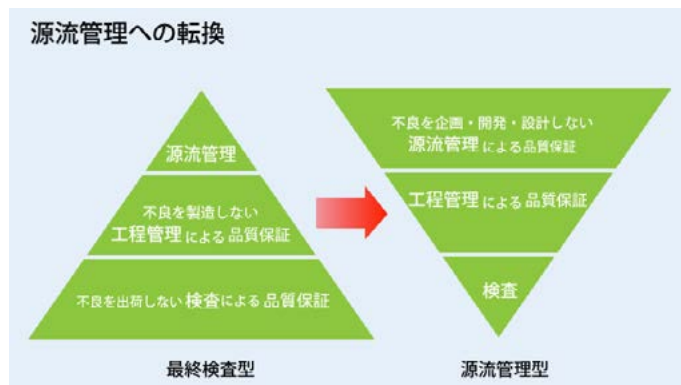 源流管理への転換
源流管理
不良を製造しない
工程管理による品質保証
不良を出荷しない検査による品質保証
最終検査型
不良を企画・開発・設計しない
源流管理による品質保証
工程管理による品質保証
検査
源流管理型